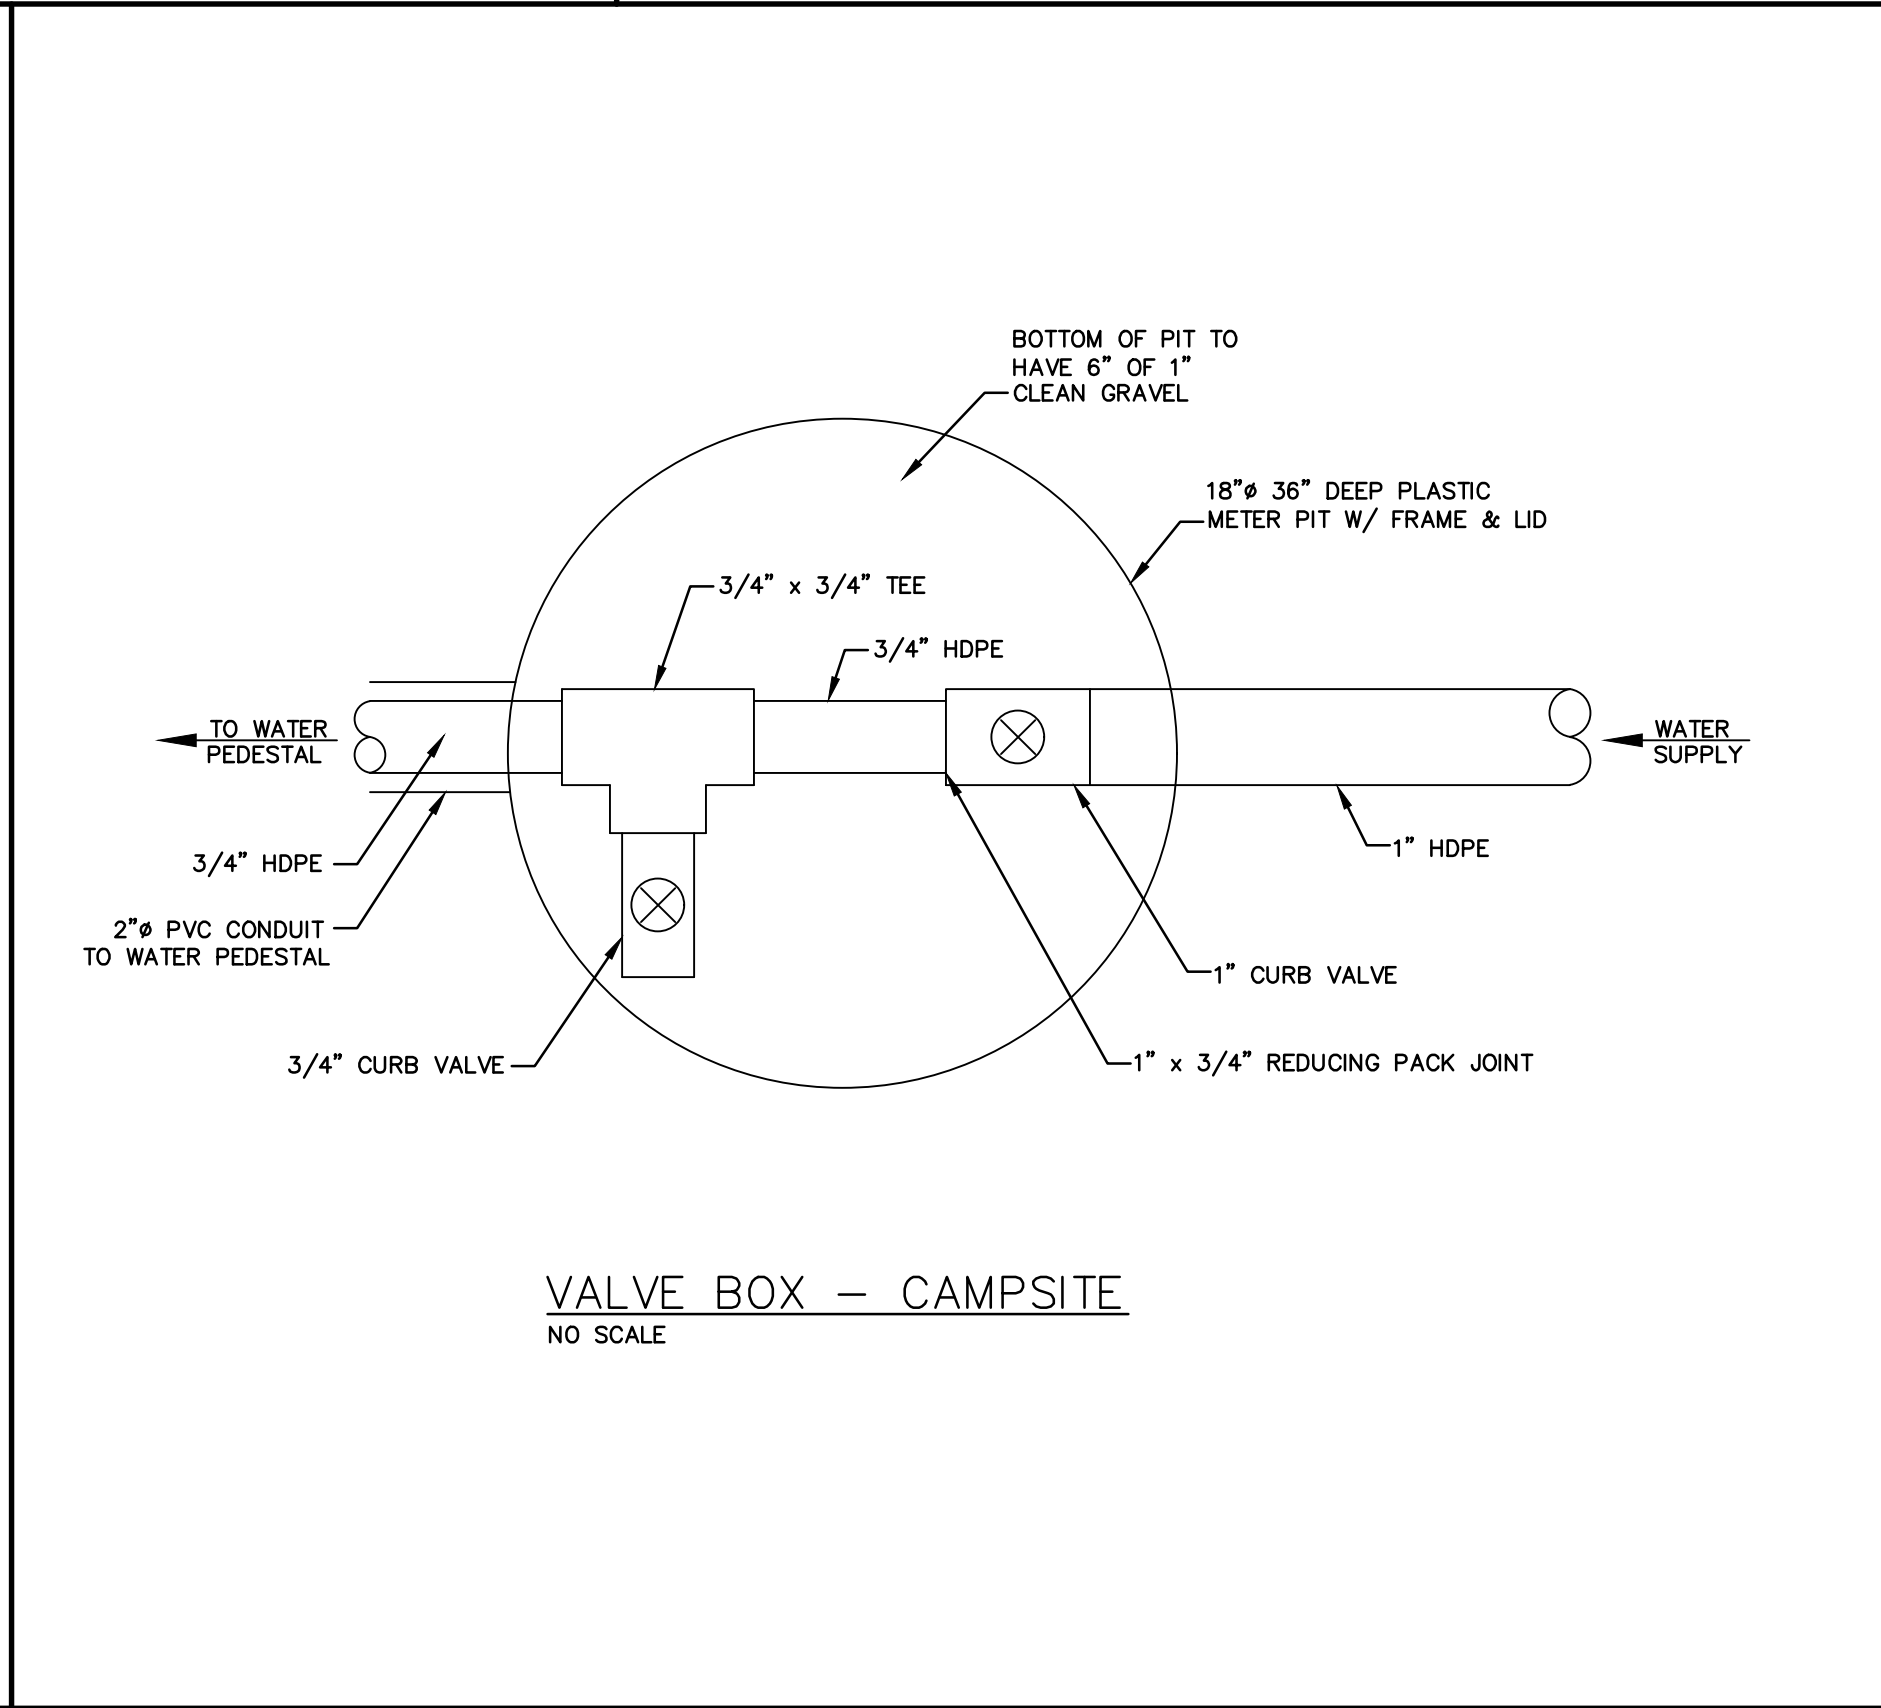 BOTTOM OF PIT TO
HAVE 6" OF 1"
CLEAN GRAVEL
18"ø 36" DEEP PLASTIC
METER PIT W/ FRAME & LID
3/4" x 3/4" TEE
3/4" HDPE
TO WATER
PEDESTAL
WATER
SUPPLY
3/4" HDPE
1" HDPE
2"ø PVC CONDUIT
TO WATER PEDESTAL
1" CURB VALVE
3/4" CURB VALVE
1" x 3/4" REDUCING PACK JOINT
VALVE BOX – CAMPSITE
NO SCALE